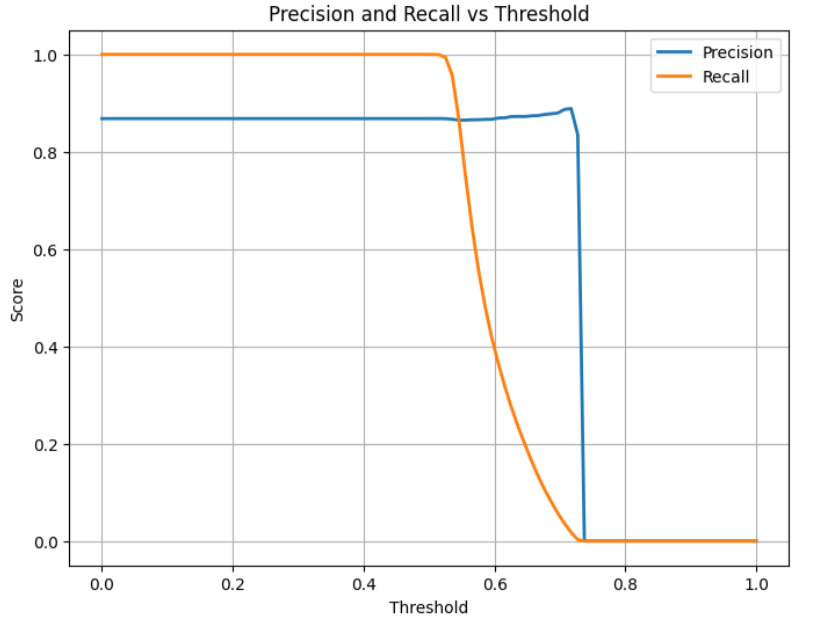 Precision and Recall vs Threshold
Precision
Recall
1.0
0.8
0.6
0.4
0.2
0.0
Score
0.0 0.2 0.4 0.6 0.8 1.0
Threshold